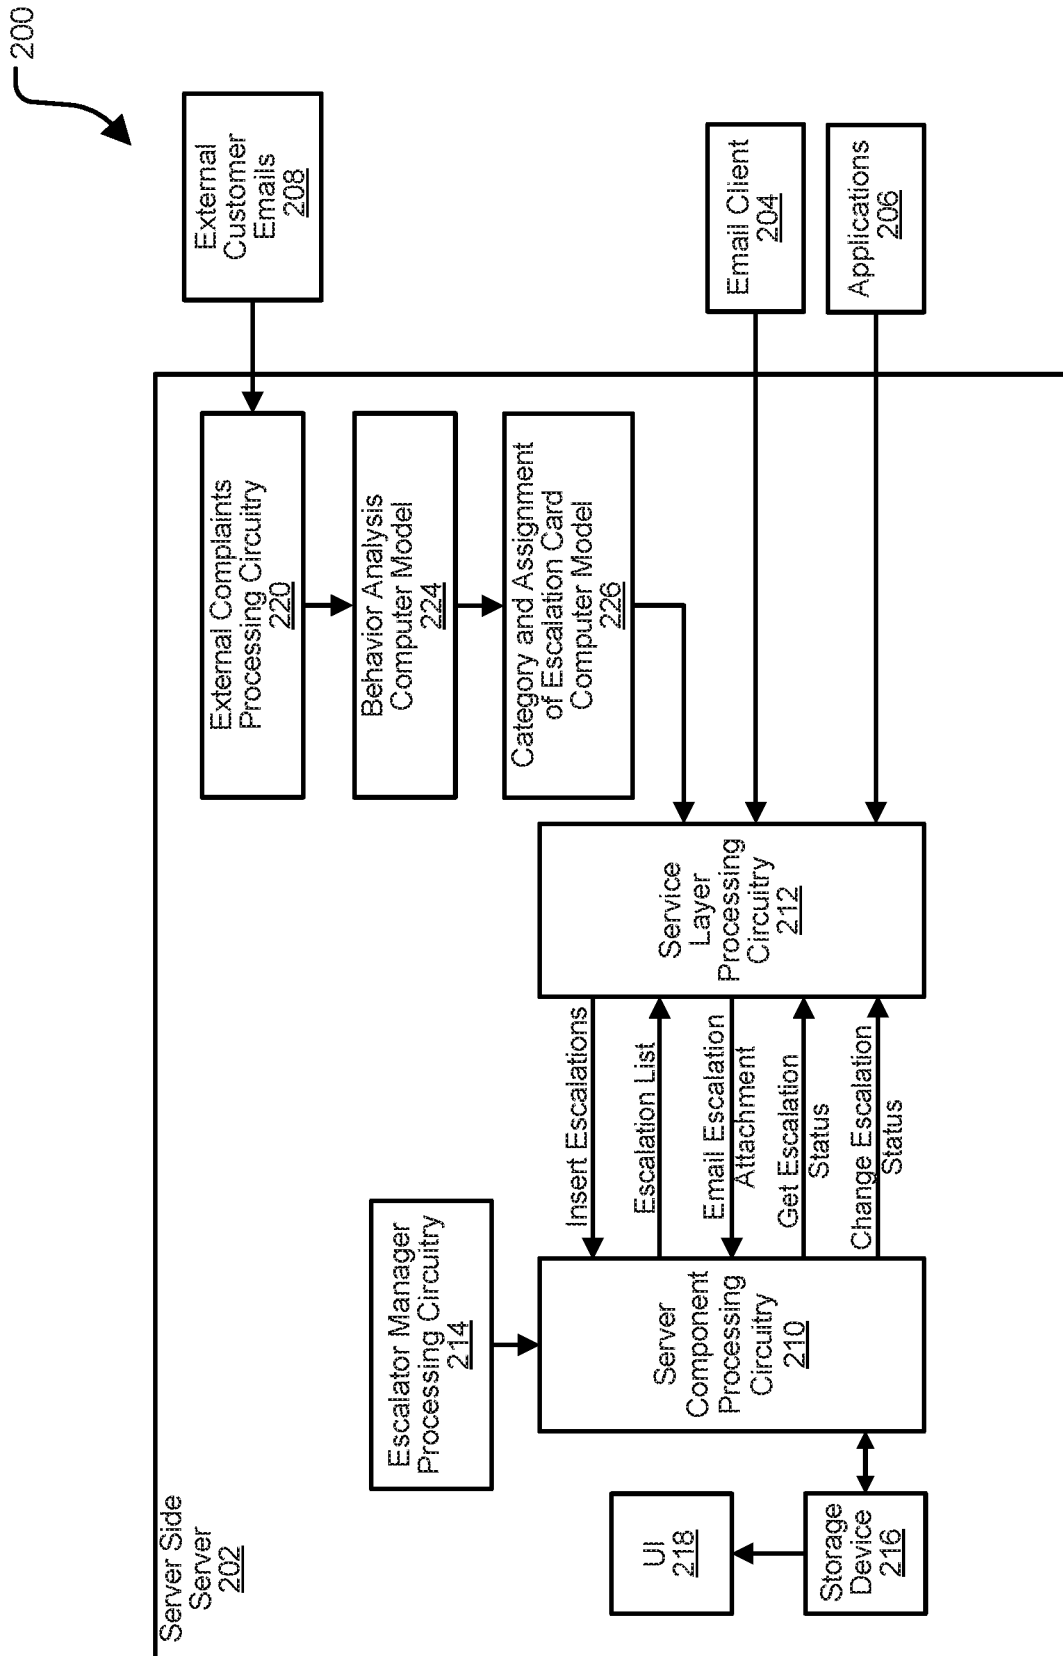 200
Server Side
Server
202
External
Customer
Emails
208
External Complaints
Processing Circuitry
220
Behavior Analysis
Computer Model
224
Category and Assignment
of Escalation Card
Computer Model
226
Email Client
204
Applications
206
Escalator Manager
Processing Circuitry
214
Service
Layer
Processing
Circuitry
212
Insert Escalations
Escalation List
Email Escalation
Attachment
Get Escalation
Status
Change Escalation
Status
Server
Component
Processing
Circuitry
210
UI
218
Storage
Device
216